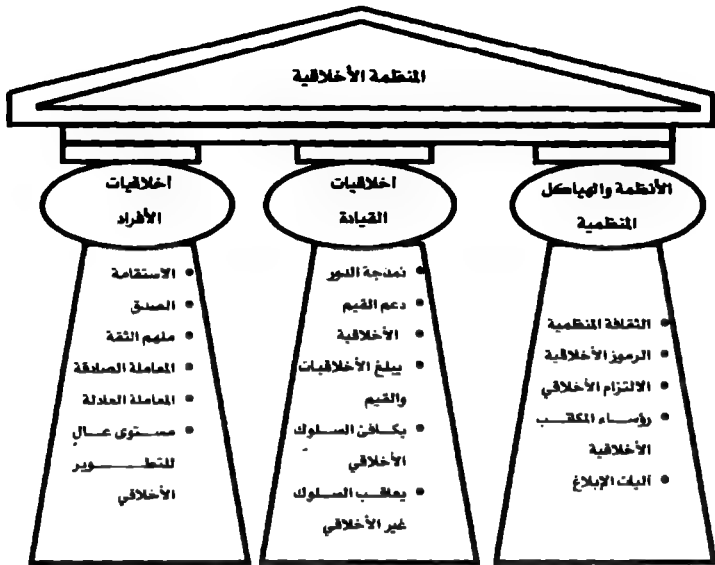 المنظمة الأخلاقية
الأنظمة والهياكل
المنظمية
• الثقافة المنظمية
• الرموز الأخلاقية
• الالتزام الأخلاقي
• رؤساء المكتب
الأخلاقية
• آليات الإبلاغ
أخلاقيات
القيادة
• نمذجة الدور
• دعم القيم
• الأخلاقية
• يبلغ الأخلاقيات
والقيم
• يكافئ السلوك
الأخلاقي
• يعاقب السلوك
غير الأخلاقي
أخلاقيات
الأفراد
• الاستقامة
• الصدق
• ملهم الثقة
• المعاملة الصادقة
• المعاملة العادلة
• مستوى عالٍ
للتطوير
الأخلاقي